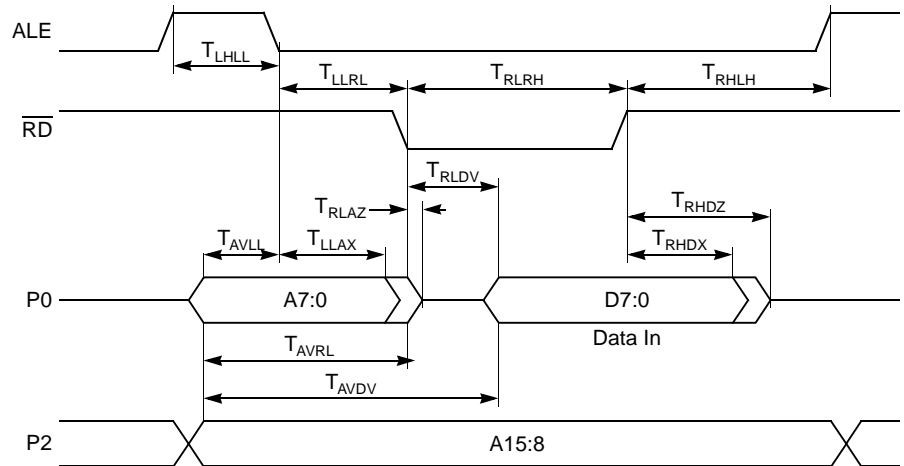 ALE
TLHLL
TLLRL TRLRH TRHLH
RD
TRLDV
TRLAZ TRHDZ
TAVLL TLLAX TRHDX
P0 A7:0 D7:0
Data In
TAVRL
TAVDV
P2 A15:8